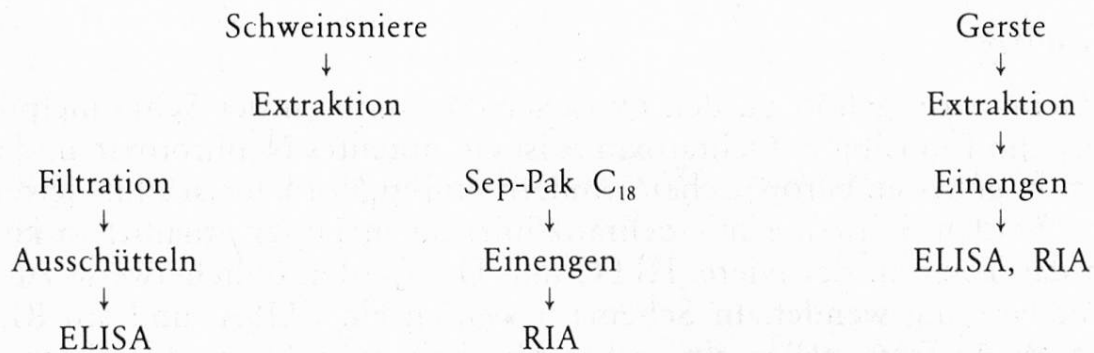 Schweinsniere Gerste
↓ ↓
Extraktion Extraktion
↓
Filtration Sep-Pak C₁₈ Einengen
↓ ↓ ↓
Ausschütteln Einengen ELISA, RIA
↓ ↓
ELISA RIA